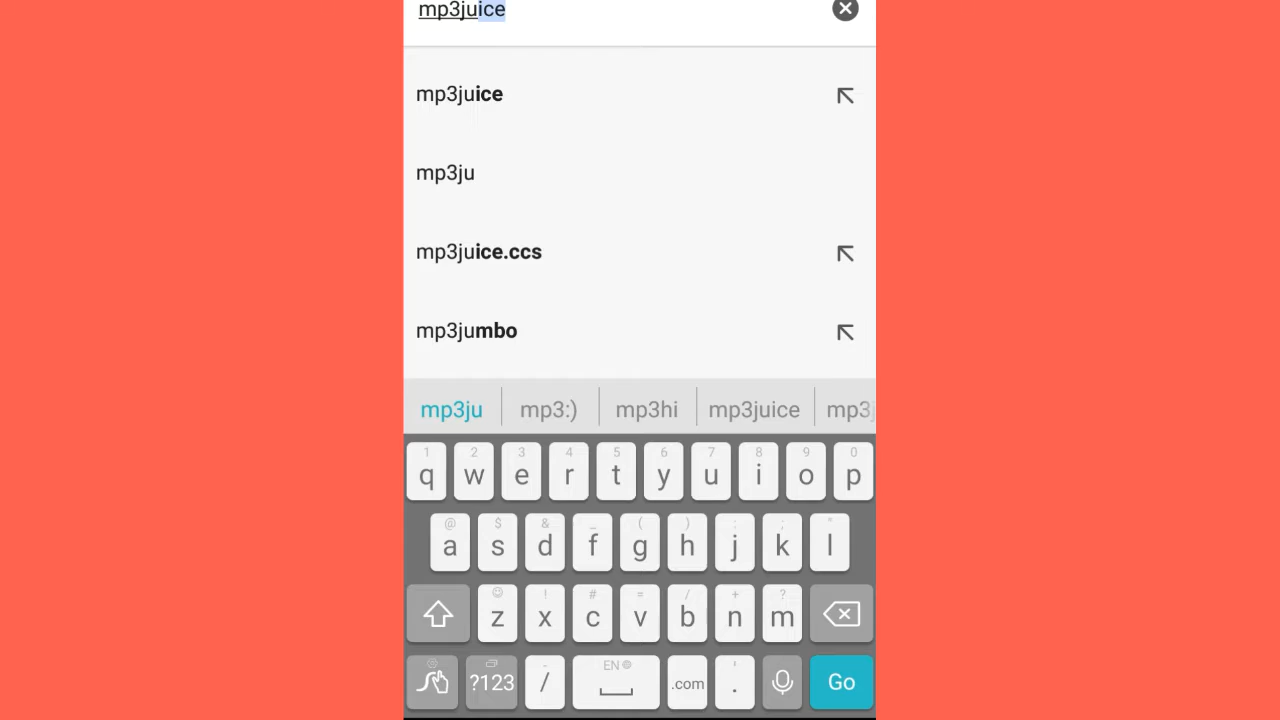 mp3juice
mp3juice
mp3ju
mp3juice.ccs
mp3jumbo
mp3ju mp3:) mp3hi mp3juice mp3j
1 2 3 4 5 6 7 8 9 0
q w e r t y u i o p
@ $ & _ ( ) : ; "
a s d f g h j k l
! # = / + ?
z x c v b n m
- EN '
?123 / .com . Go